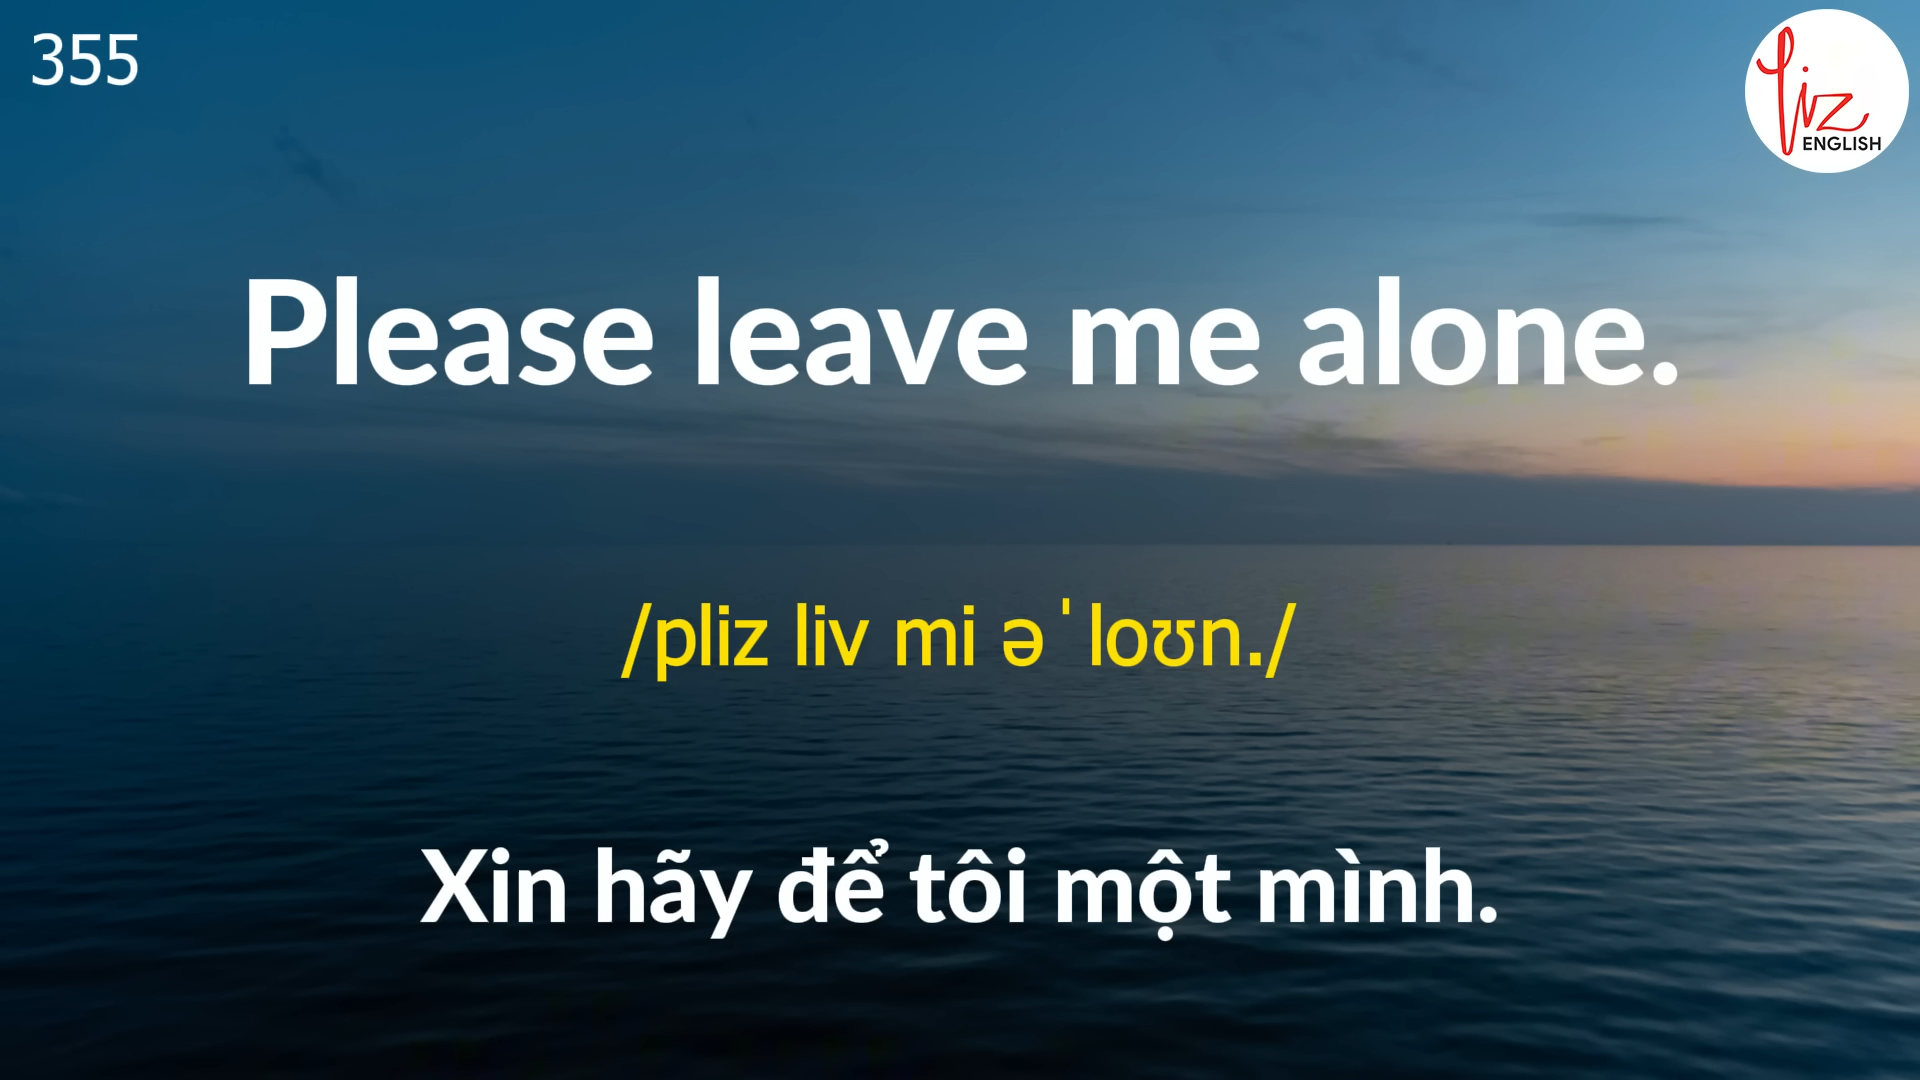 355
Liz
ENGLISH
Please leave me alone.
/pliz liv mi əˈloʊn./
Xin hãy để tôi một mình.